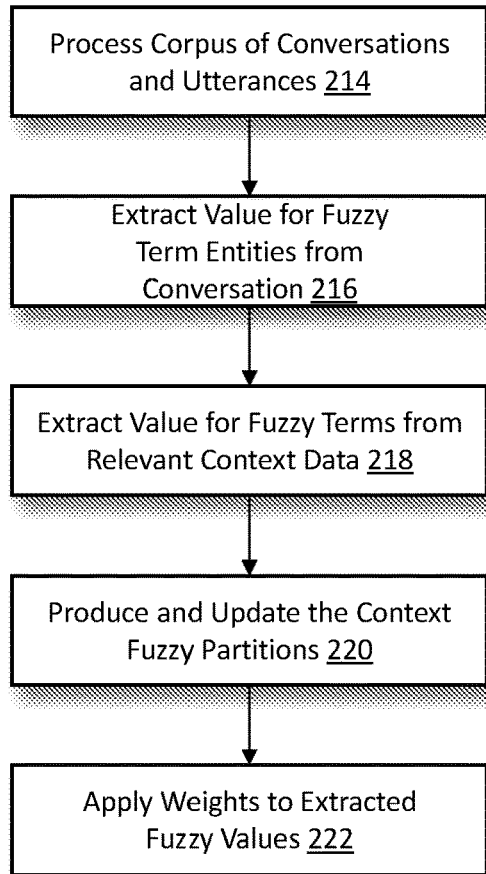 Process Corpus of Conversations
and Utterances 214
Extract Value for Fuzzy
Term Entities from
Conversation 216
Extract Value for Fuzzy Terms from
Relevant Context Data 218
Produce and Update the Context
Fuzzy Partitions 220
Apply Weights to Extracted
Fuzzy Values 222